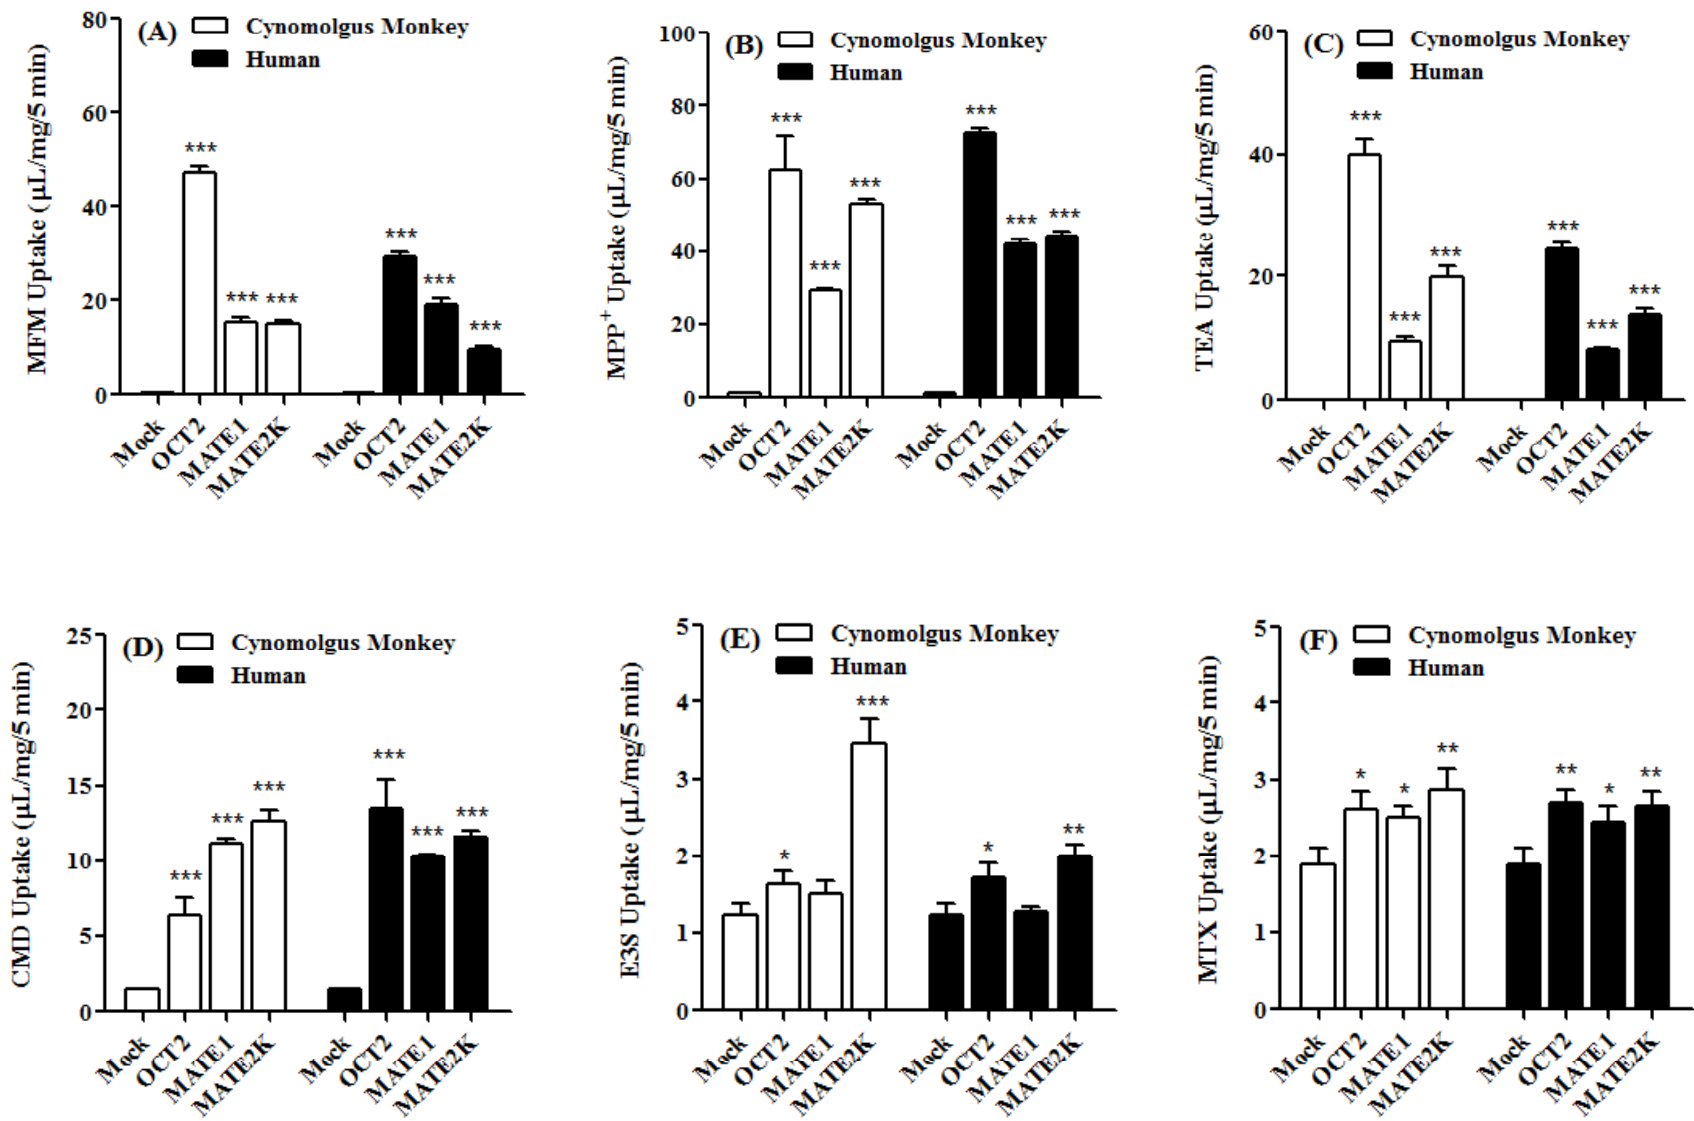 (A)
Cynomolgus Monkey
Human
MFM Uptake (μL/mg/5 min)
80
60
40
20
0
*** *** *** *** *** ***
Mock OCT2 MATE1 MATE2K Mock OCT2 MATE1 MATE2K
(B)
Cynomolgus Monkey
Human
MPP+ Uptake (μL/mg/5 min)
100
80
60
40
20
0
*** *** *** *** *** ***
Mock OCT2 MATE1 MATE2K Mock OCT2 MATE1 MATE2K
(C)
Cynomolgus Monkey
Human
TEA Uptake (μL/mg/5 min)
60
40
20
0
*** *** *** *** *** ***
Mock OCT2 MATE1 MATE2K Mock OCT2 MATE1 MATE2K
(D)
Cynomolgus Monkey
Human
CMD Uptake (μL/mg/5 min)
25
20
15
10
5
0
*** *** *** *** *** ***
Mock OCT2 MATE1 MATE2K Mock OCT2 MATE1 MATE2K
(E)
Cynomolgus Monkey
Human
E3S Uptake (μL/mg/5 min)
5
4
3
2
1
0
* *** * **
Mock OCT2 MATE1 MATE2K Mock OCT2 MATE1 MATE2K
(F)
Cynomolgus Monkey
Human
MTX Uptake (μL/mg/5 min)
5
4
3
2
1
0
* * ** ** * **
Mock OCT2 MATE1 MATE2K Mock OCT2 MATE1 MATE2K